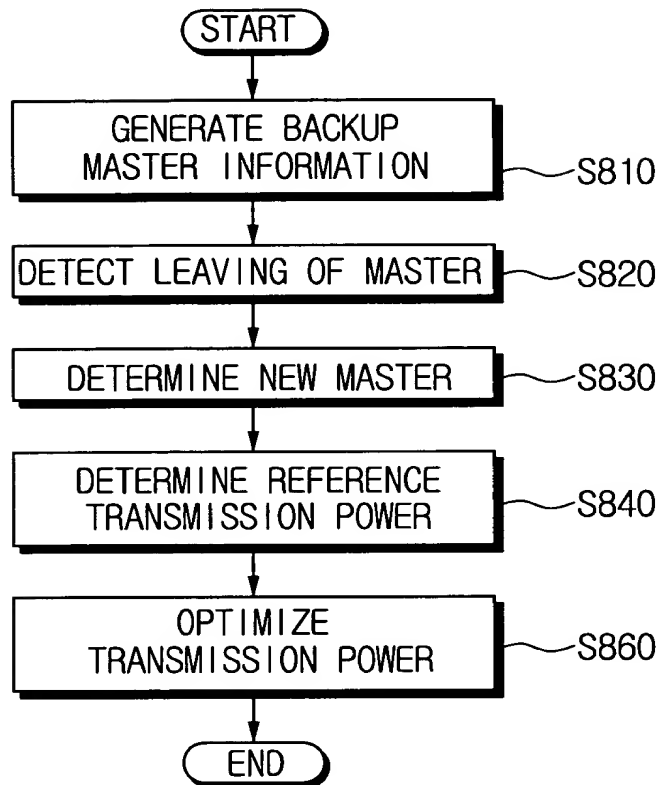 START
GENERATE BACKUP
MASTER INFORMATION
S810
DETECT LEAVING OF MASTER
S820
DETERMINE NEW MASTER
S830
DETERMINE REFERENCE
TRANSMISSION POWER
S840
OPTIMIZE
TRANSMISSION POWER
S860
END